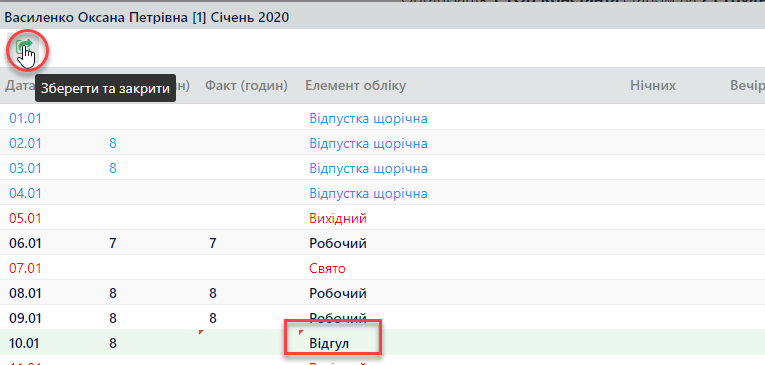 Василенко Оксана Петрівна [1] Січень 2020
Зберегти та закрити
Дата Факт (годин) Елемент обліку Нічних Вечір
01.01 Відпустка щорічна
02.01 8 Відпустка щорічна
03.01 8 Відпустка щорічна
04.01 Відпустка щорічна
05.01 Вихідний
06.01 7 7 Робочий
07.01 Свято
08.01 8 8 Робочий
09.01 8 8 Робочий
10.01 8 Відгул